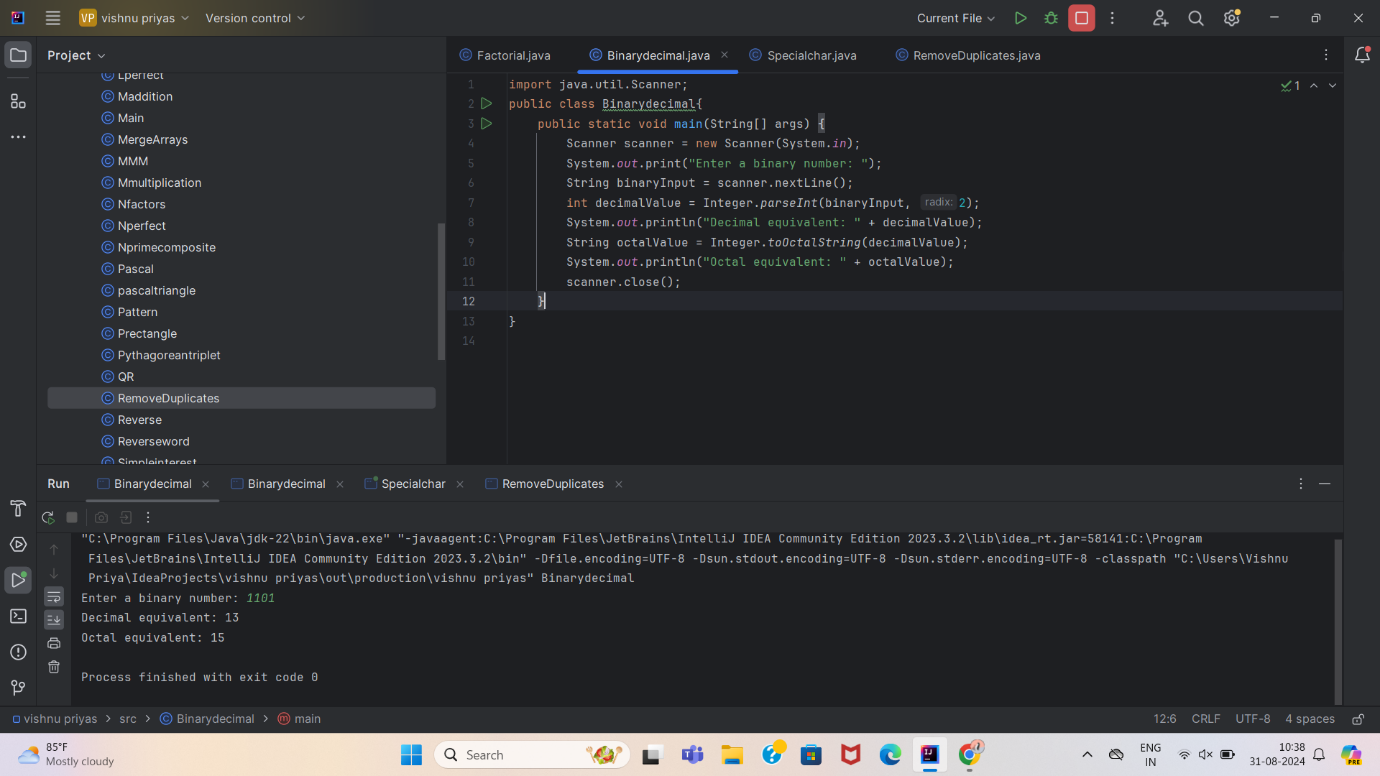 VP vishnu priyas Version control Current File
Project
Factorial.java Binarydecimal.java Specialchar.java RemoveDuplicates.java
Lperfect
Maddition
Main
MergeArrays
MMM
Mmultiplication
Nfactors
Nperfect
Nprimecomposite
Pascal
pascaltriangle
Pattern
Prectangle
Pythagoreantriplet
QR
RemoveDuplicates
Reverse
Reverseword
Simpleinterest
1 import java.util.Scanner;
2 public class Binarydecimal{
3 public static void main(String[] args) {
4 Scanner scanner = new Scanner(System.in);
5 System.out.print("Enter a binary number: ");
6 String binaryInput = scanner.nextLine();
7 int decimalValue = Integer.parseInt(binaryInput, radix: 2);
8 System.out.println("Decimal equivalent: " + decimalValue);
9 String octalValue = Integer.toOctalString(decimalValue);
10 System.out.println("Octal equivalent: " + octalValue);
11 scanner.close();
12 }
13 }
14
1
Run Binarydecimal Binarydecimal Specialchar RemoveDuplicates
"C:\Program Files\Java\jdk-22\bin\java.exe" "-javaagent:C:\Program Files\JetBrains\IntelliJ IDEA Community Edition 2023.3.2\lib\idea_rt.jar=58141:C:\Program
Files\JetBrains\IntelliJ IDEA Community Edition 2023.3.2\bin" -Dfile.encoding=UTF-8 -Dsun.stdout.encoding=UTF-8 -Dsun.stderr.encoding=UTF-8 -classpath "C:\Users\Vishnu
Priya\IdeaProjects\vishnu priyas\out\production\vishnu priyas" Binarydecimal
Enter a binary number: 1101
Decimal equivalent: 13
Octal equivalent: 15
Process finished with exit code 0
vishnu priyas > src > Binarydecimal > main 12:6 CRLF UTF-8 4 spaces
85°F
Mostly cloudy
Search
ENG
IN
10:38
31-08-2024
PRE